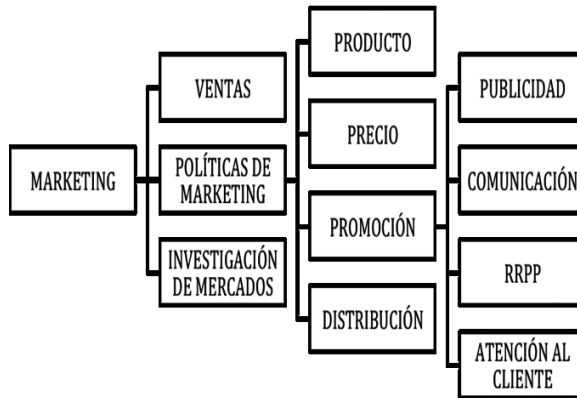 MARKETING
VENTAS
POLÍTICAS DE
MARKETING
INVESTIGACIÓN
DE MERCADOS
PRODUCTO
PRECIO
PROMOCIÓN
DISTRIBUCIÓN
PUBLICIDAD
COMUNICACIÓN
RRPP
ATENCIÓN AL
CLIENTE